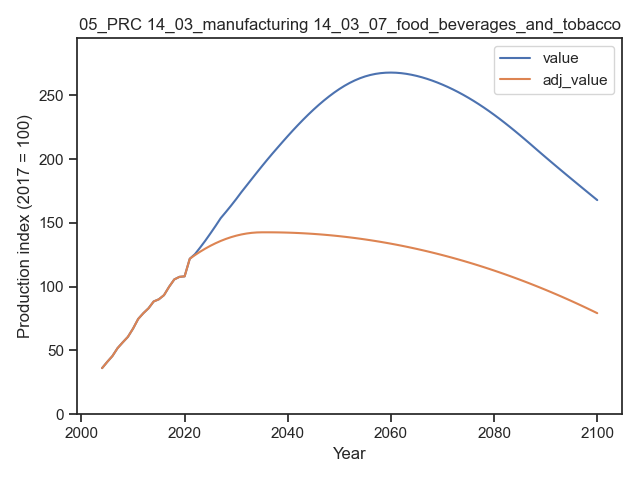 05_PRC 14_03_manufacturing 14_03_07_food_beverages_and_tobacco
value
adj_value
Production index (2017 = 100)
250
200
150
100
50
0
2000 2020 2040 2060 2080 2100
Year